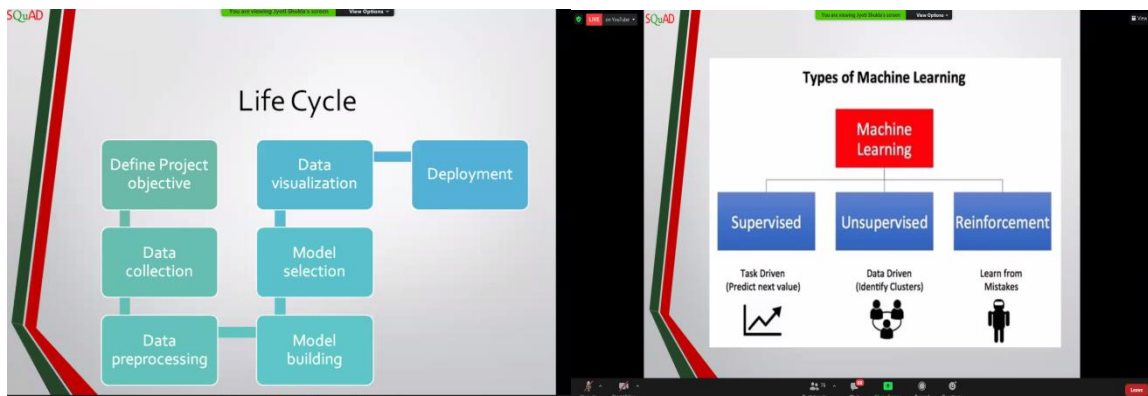 SQuAD
You are viewing Jyoti Shukla's screen View Options
Life Cycle
Define Project
objective
Data
collection
Data
preprocessing
Model
building
Model
selection
Data
visualization
Deployment
LIVE on YouTube
SQuAD
You are viewing Jyoti Shukla's screen View Options
View
Types of Machine Learning
Machine
Learning
Supervised
Unsupervised
Reinforcement
Task Driven
(Predict next value)
Data Driven
(Identify Clusters)
Learn from
Mistakes
Leave